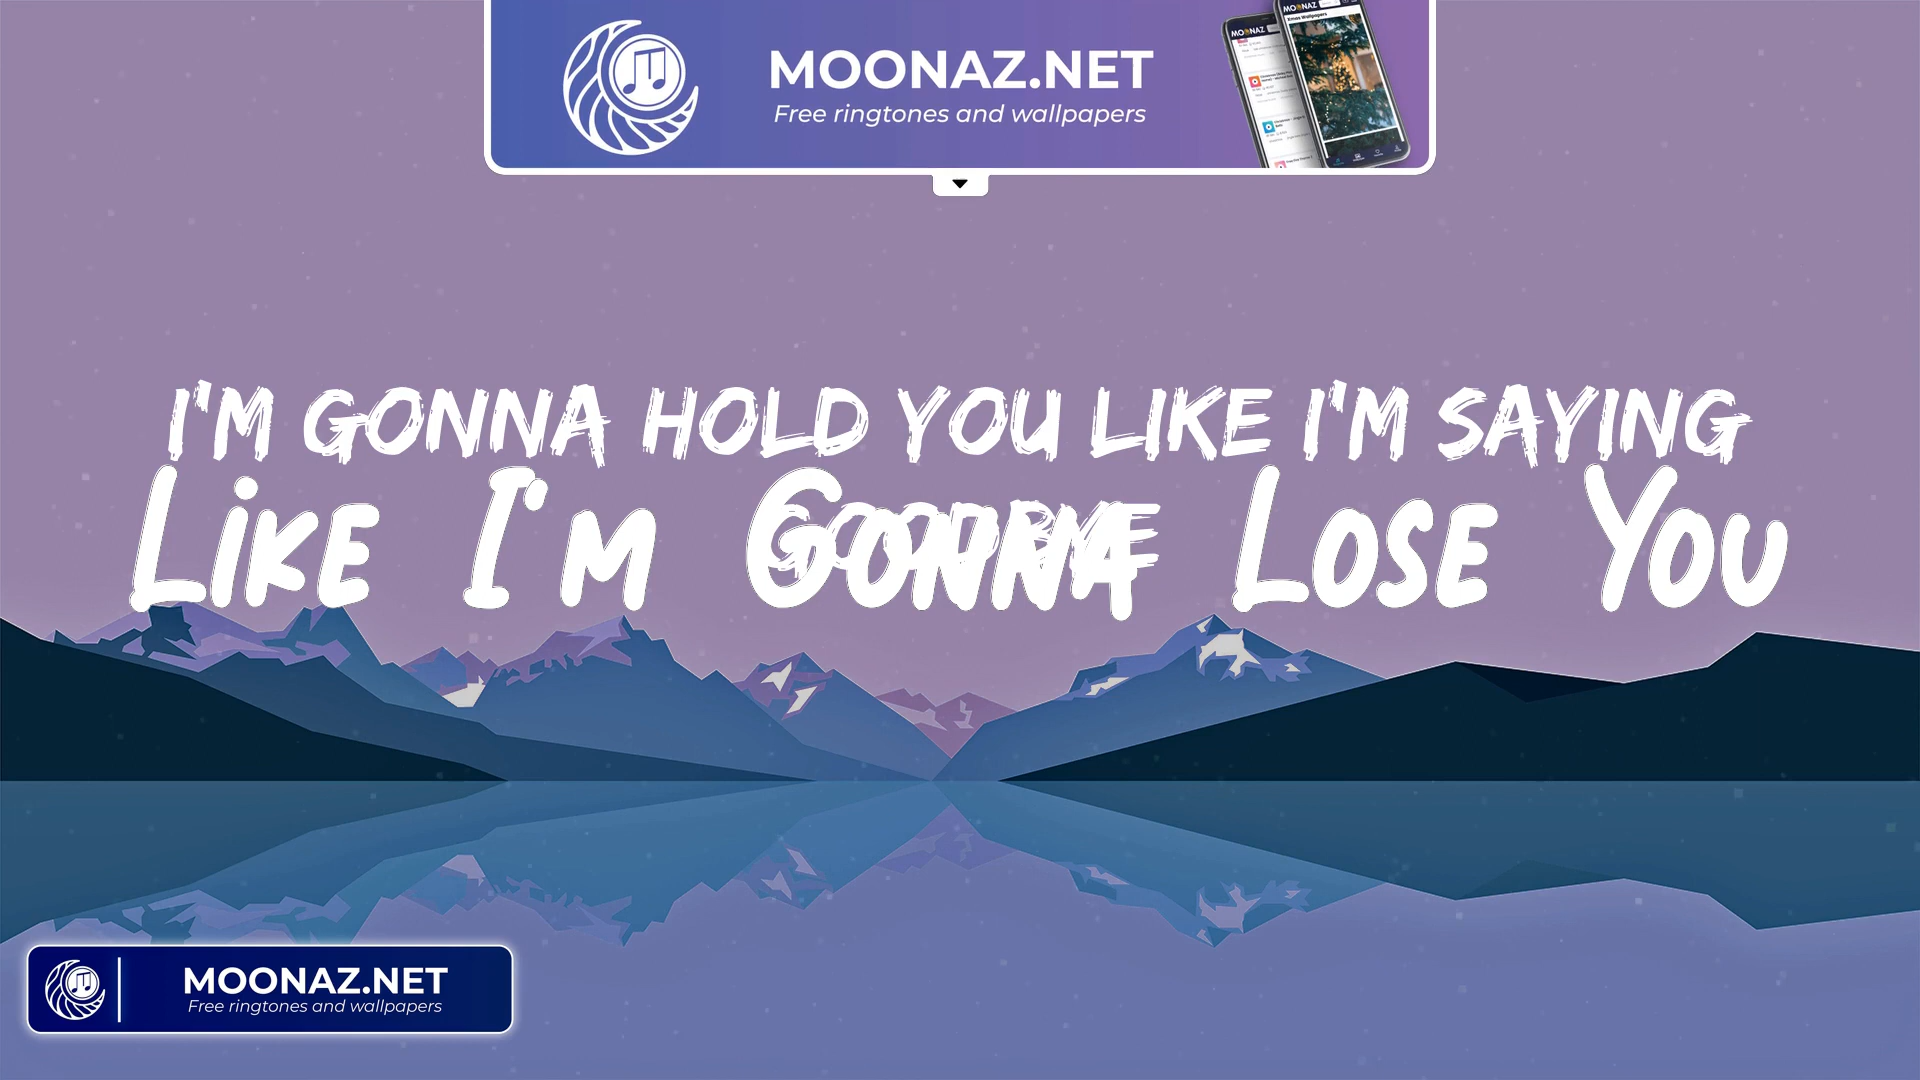 MOONAZ.NET
Free ringtones and wallpapers
I'M GONNA HOLD YOU LIKE I'M SAYING
GOODBYE
Like I'm Gonna Lose You
MOONAZ.NET
Free ringtones and wallpapers